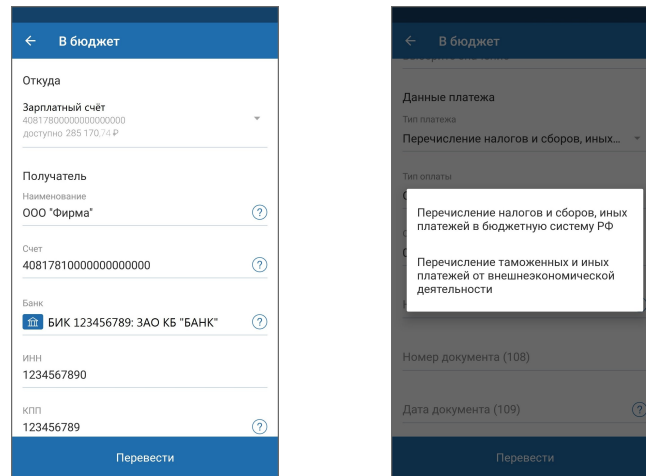 В бюджет
Откуда
Зарплатный счёт
40817800000000000000
доступно 285 170,74 ₽
Получатель
Наименование
ООО "Фирма"
Счет
40817810000000000000
Банк
БИК 123456789: ЗАО КБ "БАНК"
ИНН
1234567890
КПП
123456789
Перевести
В бюджет
Данные платежа
Тип платежа
Перечисление налогов и сборов, иных...
Тип оплаты
Перечисление налогов и сборов, иных
платежей в бюджетную систему РФ
Перечисление таможенных и иных
платежей от внешнеэкономической
деятельности
Номер документа (108)
Дата документа (109)
Перевести